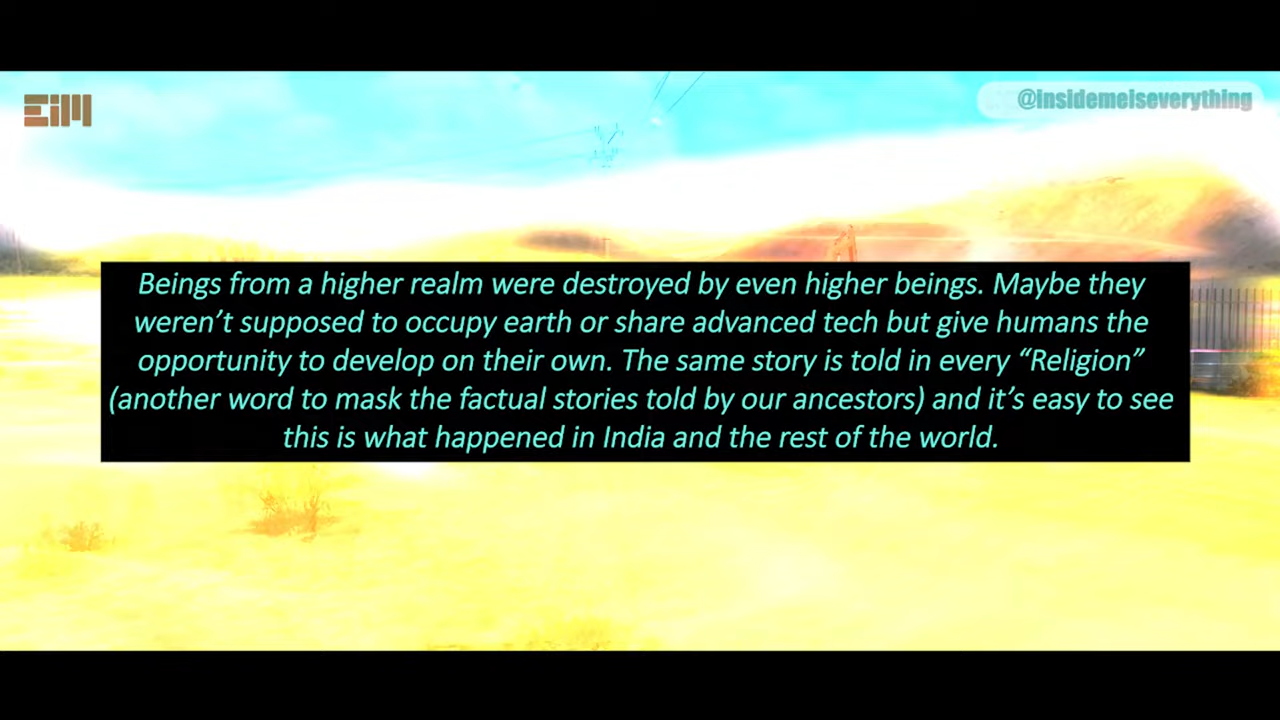 EIM
@insidemeiseverything
Beings from a higher realm were destroyed by even higher beings. Maybe they
weren’t supposed to occupy earth or share advanced tech but give humans the
opportunity to develop on their own. The same story is told in every “Religion”
(another word to mask the factual stories told by our ancestors) and it’s easy to see
this is what happened in India and the rest of the world.